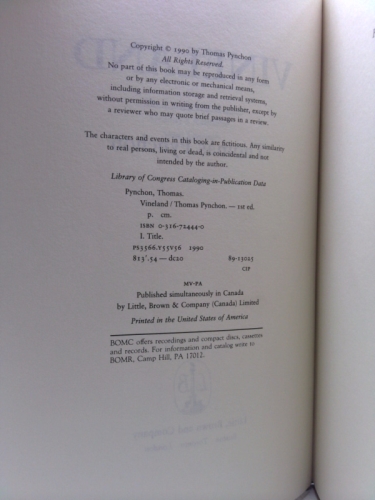 Copyright © 1990 by Thomas Pynchon
All Rights Reserved.
No part of this book may be reproduced in any form
or by any electronic or mechanical means,
including information storage and retrieval systems,
without permission in writing from the publisher, except by
a reviewer who may quote brief passages in a review.
The characters and events in this book are fictitious. Any similarity
to real persons, living or dead, is coincidental and not
intended by the author.
Library of Congress Cataloging-in-Publication Data
Pynchon, Thomas.
Vineland / Thomas Pynchon. — 1st ed.
p. cm.
ISBN 0-316-72444-0
I. Title.
PS3566.Y55V56 1990
813'.54 — dc20 89-13025
CIP
MV-PA
Published simultaneously in Canada
by Little, Brown & Company (Canada) Limited
Printed in the United States of America
BOMC offers recordings and compact discs, cassettes
and records. For information and catalog write to
BOMR, Camp Hill, PA 17012.